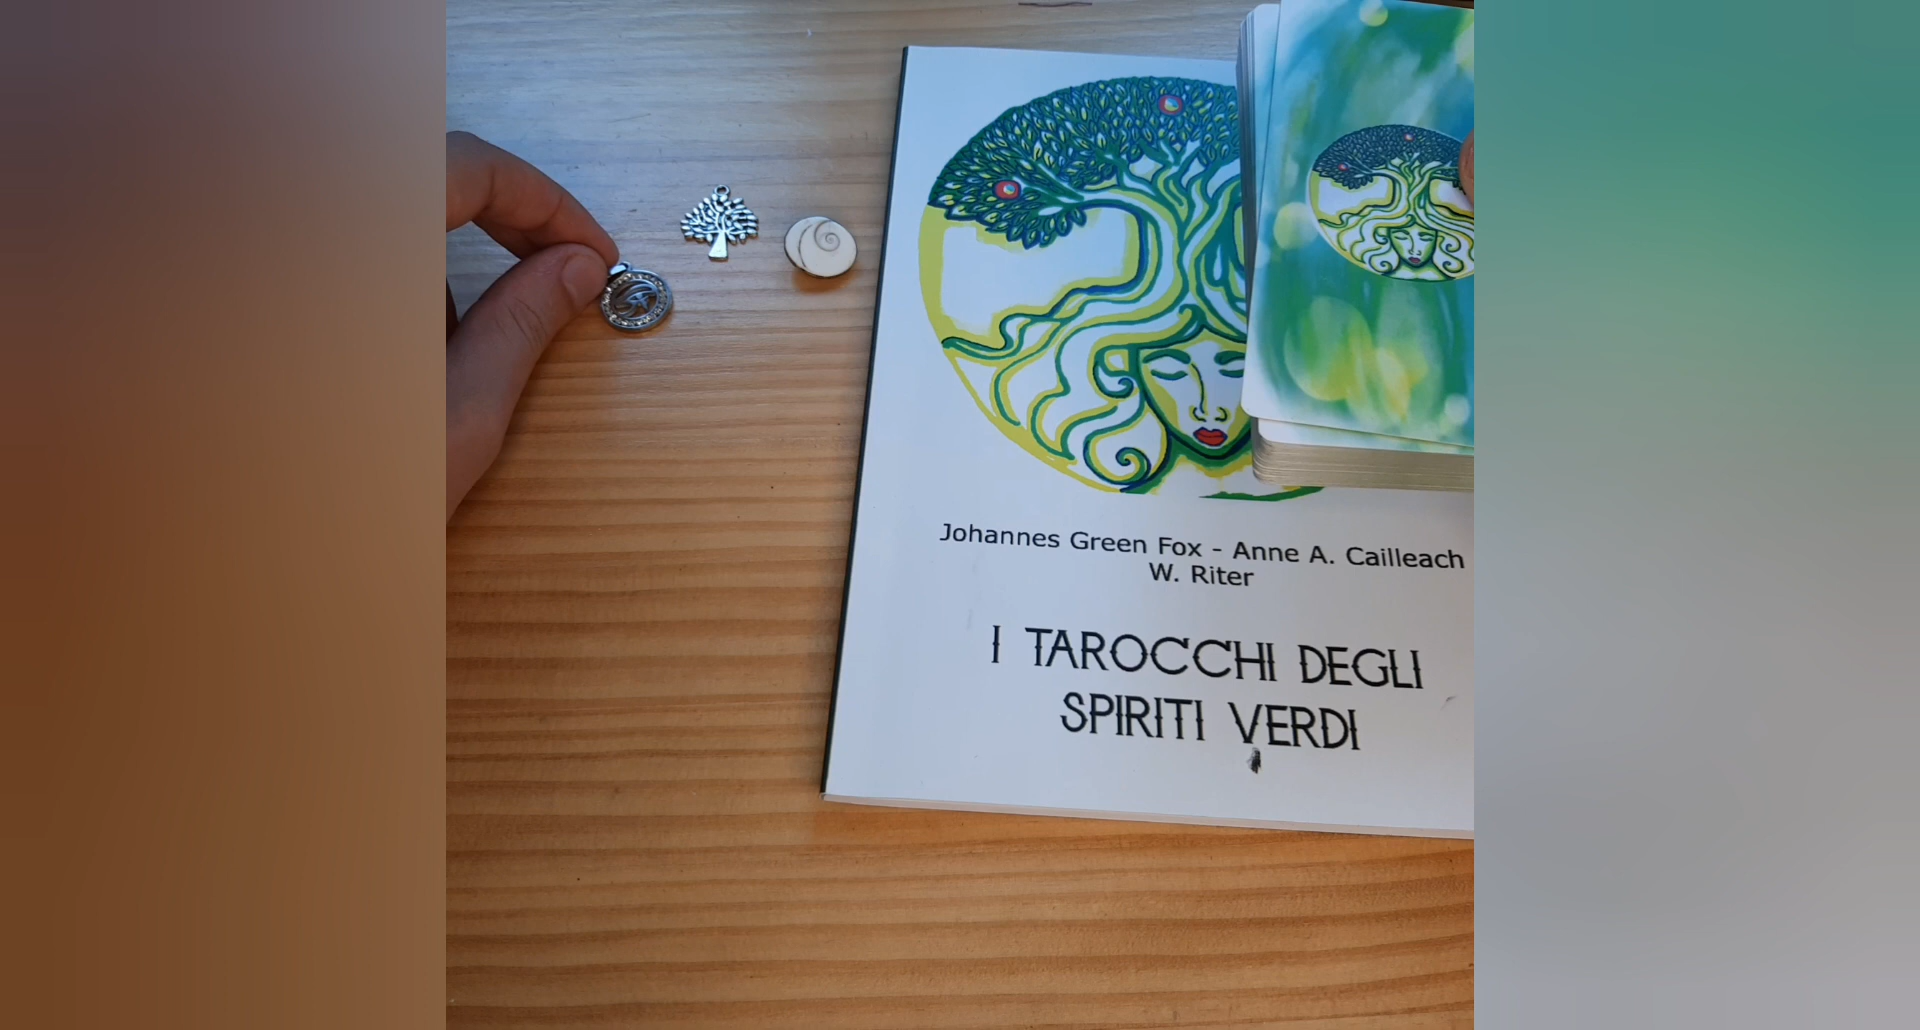 Johannes Green Fox - Anne A. Cailleach
W. Riter
I TAROCCHI DEGLI
SPIRITI VERDI